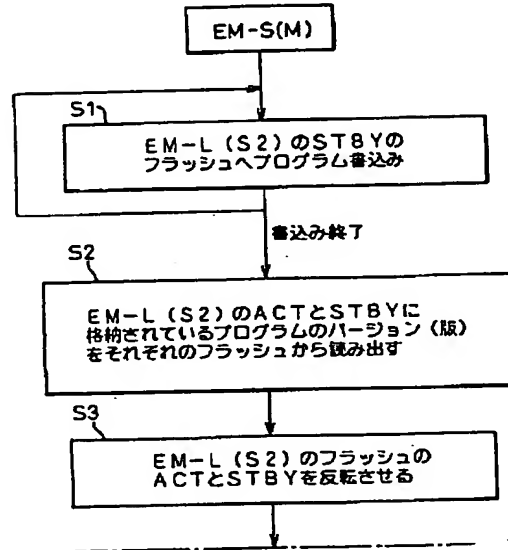 EM-S(M)
S1
EM-L(S2)のSTBYの
フラッシュへプログラム書込み
書込み終了
S2
EM-L(S2)のACTとSTBYに
格納されているプログラムのバージョン(版)
をそれぞれのフラッシュから読み出す
S3
EM-L(S2)のフラッシュの
ACTとSTBYを反転させる